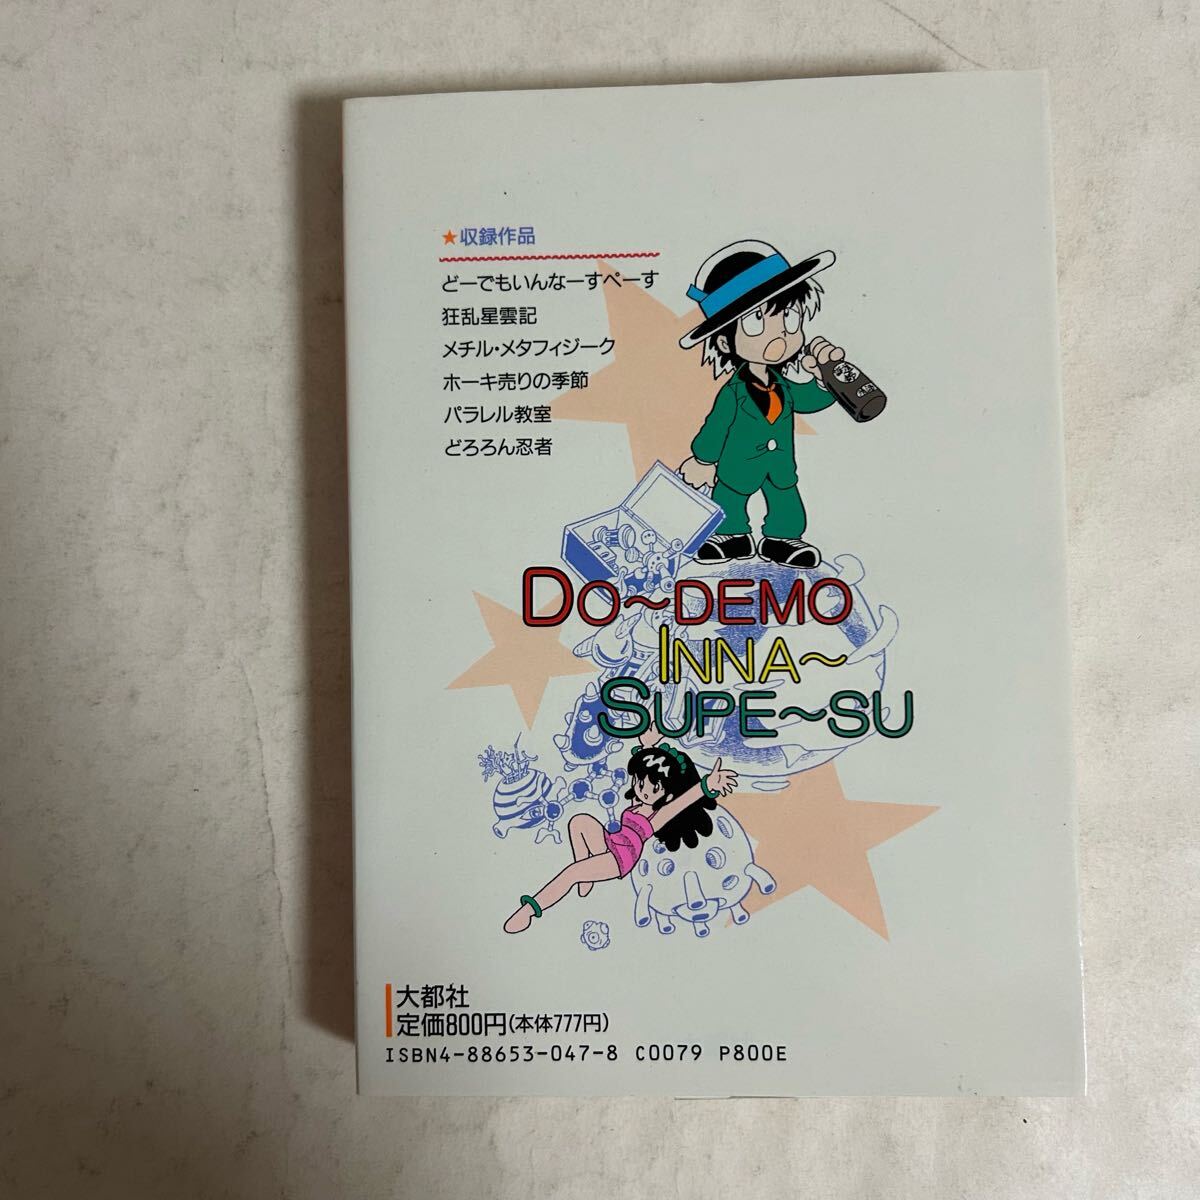 ★収録作品
どーでもいんなーすぺーす
狂乱星雲記
メチル・メタフィジーク
ホーキ売りの季節
パラレル教室
どろろん忍者
DO~DEMO
INNA~
SUPE~SU
大都社
定価800円(本体777円)
ISBN4-88653-047-8 C0079 P800E